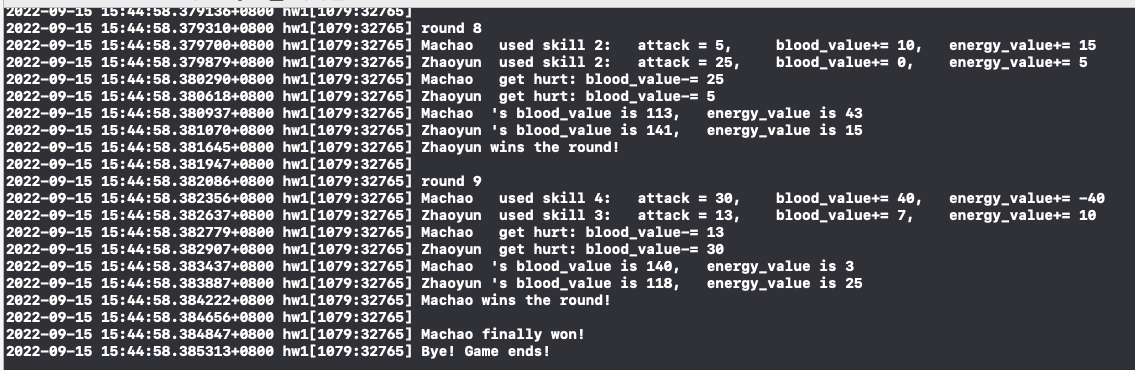 2022-09-15 15:44:58.379136+0800 hw1[1079:32765]
2022-09-15 15:44:58.379310+0800 hw1[1079:32765] round 8
2022-09-15 15:44:58.379700+0800 hw1[1079:32765] Machao   used skill 2:   attack = 5,     blood_value+= 10,   energy_value+= 15
2022-09-15 15:44:58.379879+0800 hw1[1079:32765] Zhaoyun  used skill 2:   attack = 25,    blood_value+= 0,    energy_value+= 5
2022-09-15 15:44:58.380290+0800 hw1[1079:32765] Machao   get hurt: blood_value-= 25
2022-09-15 15:44:58.380618+0800 hw1[1079:32765] Zhaoyun  get hurt: blood_value-= 5
2022-09-15 15:44:58.380937+0800 hw1[1079:32765] Machao  's blood_value is 113,   energy_value is 43
2022-09-15 15:44:58.381070+0800 hw1[1079:32765] Zhaoyun 's blood_value is 141,   energy_value is 15
2022-09-15 15:44:58.381645+0800 hw1[1079:32765] Zhaoyun wins the round!
2022-09-15 15:44:58.381947+0800 hw1[1079:32765]
2022-09-15 15:44:58.382086+0800 hw1[1079:32765] round 9
2022-09-15 15:44:58.382356+0800 hw1[1079:32765] Machao   used skill 4:   attack = 30,    blood_value+= 40,   energy_value+= -40
2022-09-15 15:44:58.382637+0800 hw1[1079:32765] Zhaoyun  used skill 3:   attack = 13,    blood_value+= 7,    energy_value+= 10
2022-09-15 15:44:58.382779+0800 hw1[1079:32765] Machao   get hurt: blood_value-= 13
2022-09-15 15:44:58.382907+0800 hw1[1079:32765] Zhaoyun  get hurt: blood_value-= 30
2022-09-15 15:44:58.383437+0800 hw1[1079:32765] Machao  's blood_value is 140,   energy_value is 3
2022-09-15 15:44:58.383887+0800 hw1[1079:32765] Zhaoyun 's blood_value is 118,   energy_value is 25
2022-09-15 15:44:58.384222+0800 hw1[1079:32765] Machao wins the round!
2022-09-15 15:44:58.384656+0800 hw1[1079:32765]
2022-09-15 15:44:58.384847+0800 hw1[1079:32765] Machao finally won!
2022-09-15 15:44:58.385313+0800 hw1[1079:32765] Bye! Game ends!